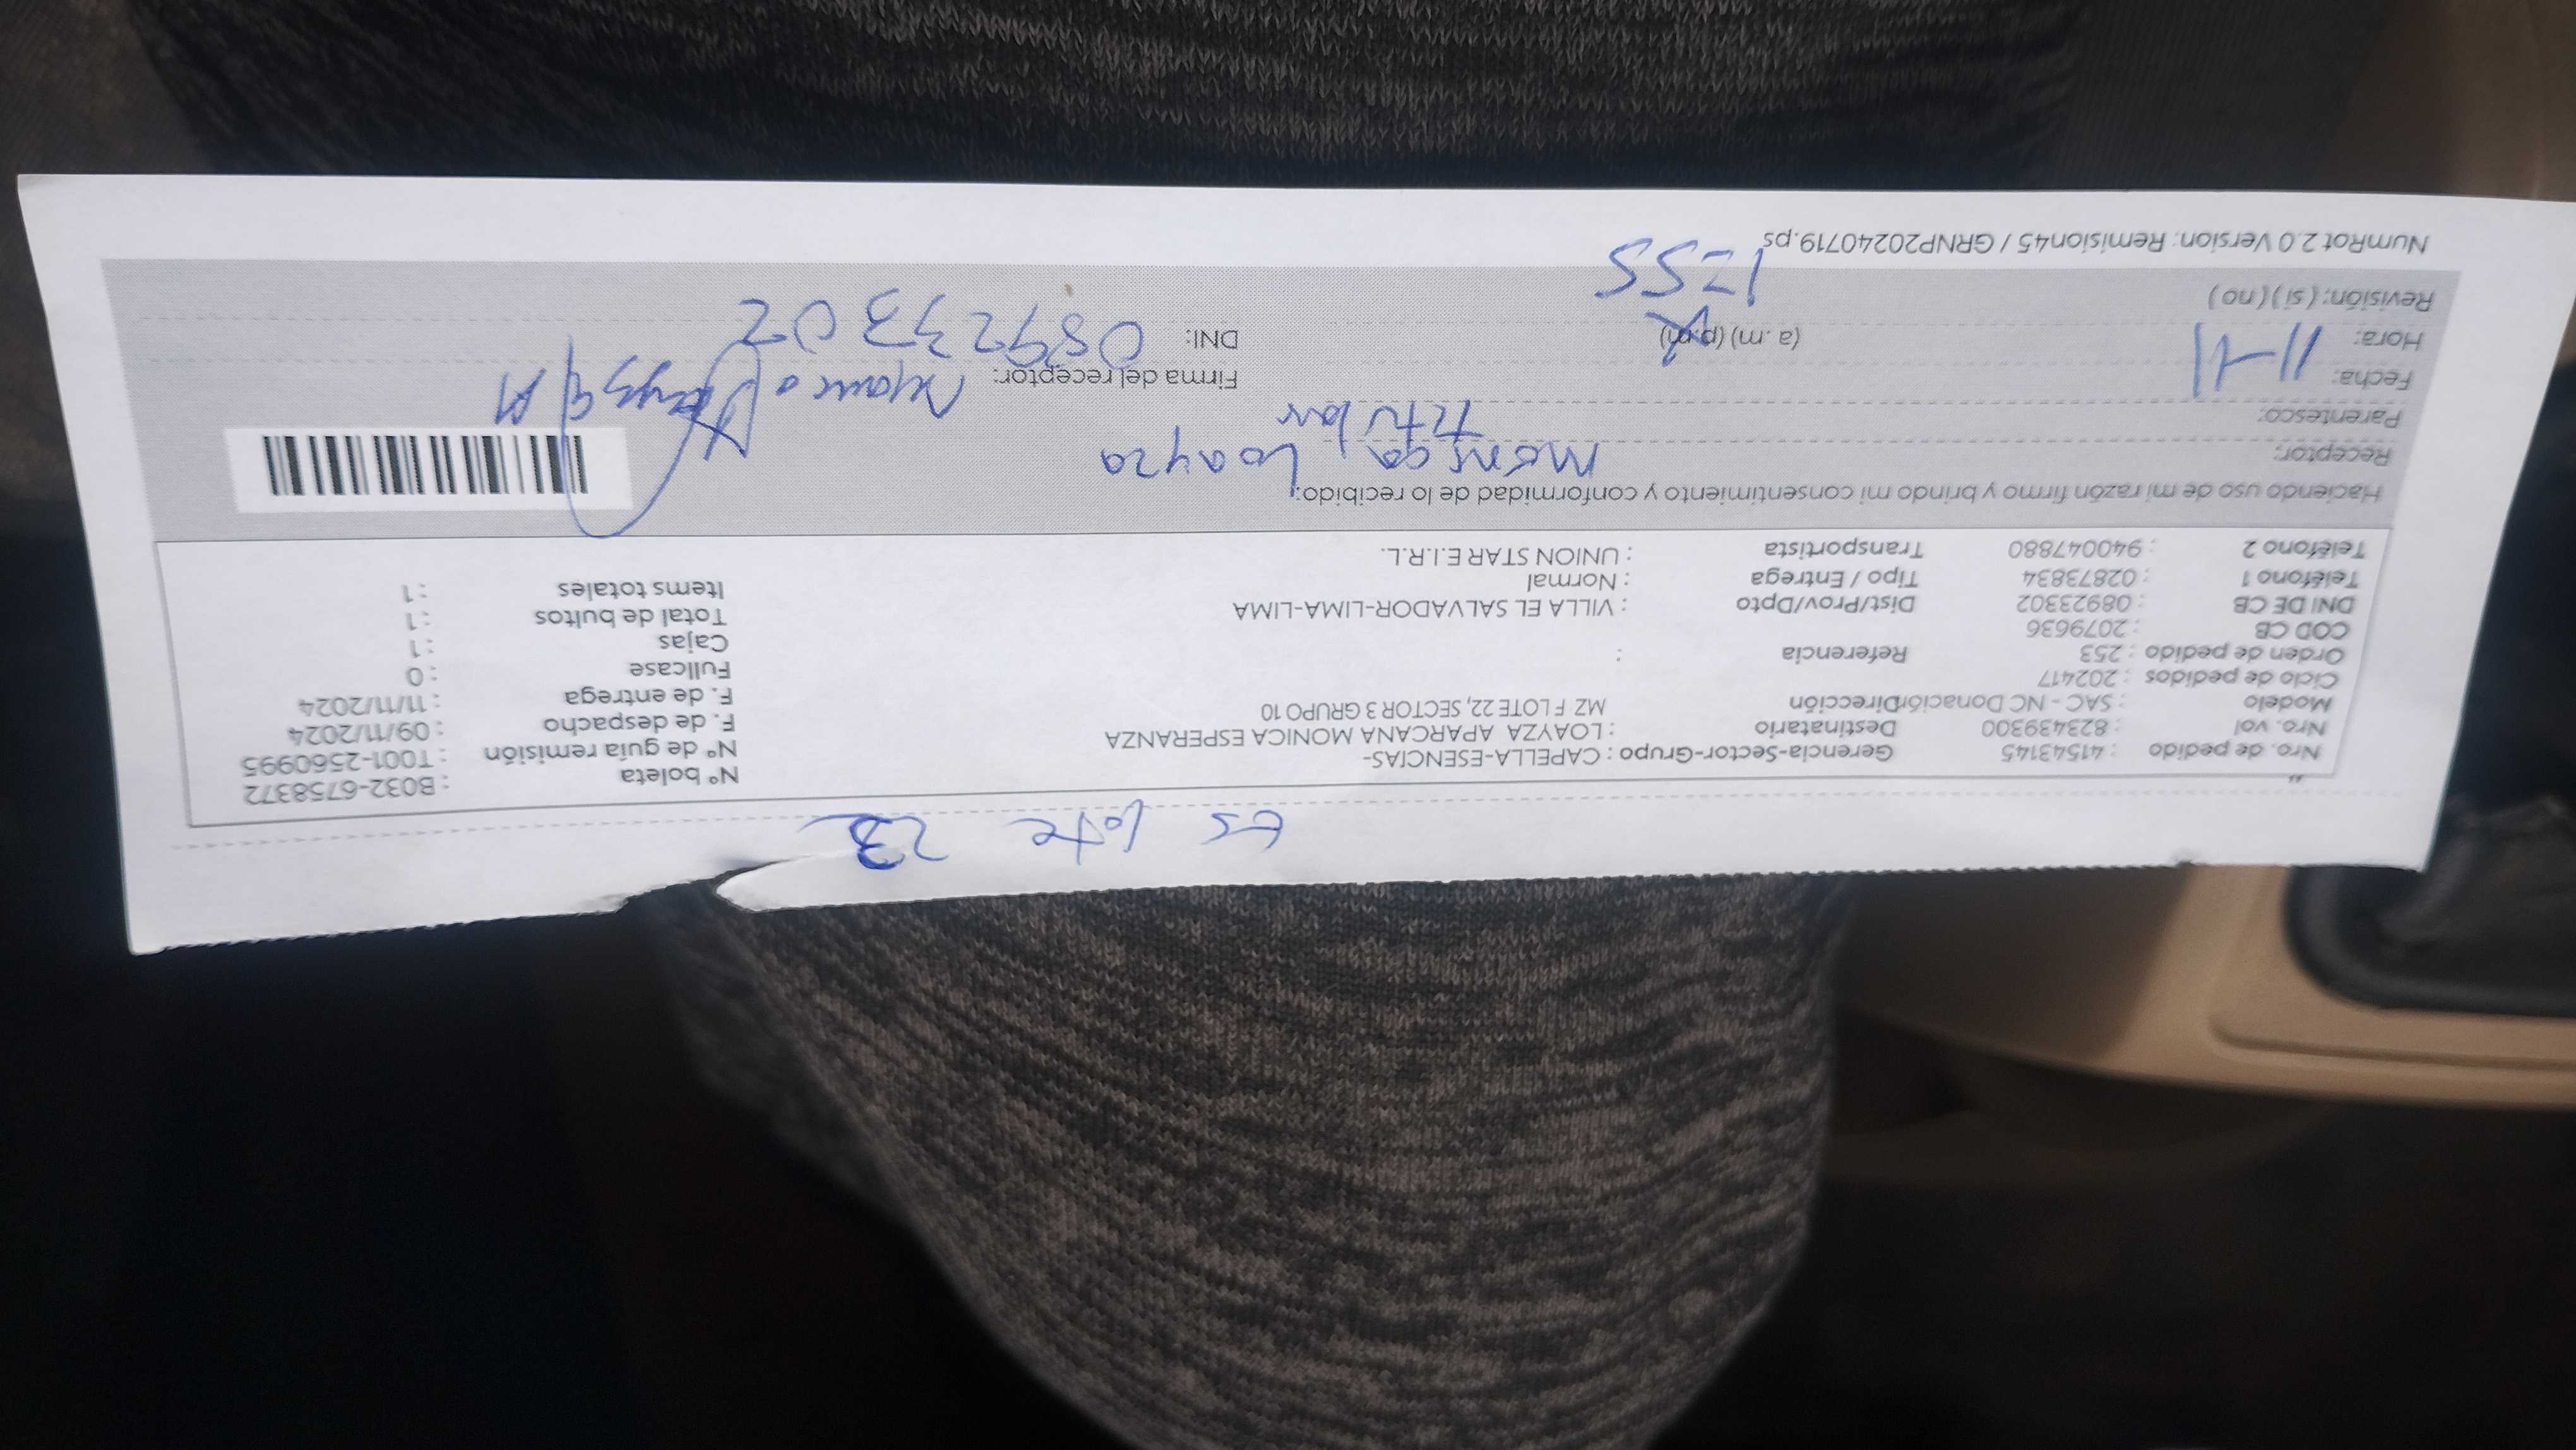 Es lote 23
Nro. de pedido : 41543145 Gerencia-Sector-Grupo : CAPELLA-ESENCIAS- N° boleta : B032-6758372
Nro. vol : 823439300 Destinatario : LOAYZA APARCANA MONICA ESPERANZA N° de guía remisión : T001-2560995
Modelo : SAC - NC Donación Dirección MZ F LOTE 22, SECTOR 3 GRUPO 10 F. de despacho : 09/11/2024
Ciclo de pedidos : 202417 F. de entrega : 11/11/2024
Orden de pedido : 253 Referencia : Fullcase : 0
COD CB : 2079636 Cajas : 1
DNI DE CB : 08923302 Dist/Prov/Dpto : VILLA EL SALVADOR-LIMA-LIMA Total de bultos : 1
Teléfono 1 : 02873834 Tipo / Entrega : Normal Items totales : 1
Teléfono 2 : 940047880 Transportista : UNION STAR E.I.R.L.
Haciendo uso de mi razón firmo y brindo mi consentimiento y conformidad de lo recibido:
Receptor: Monica Loayza
Parentesco: titular
Fecha: 11-11 Firma del receptor:
Hora: (a. m) (p.m) DNI:
Revisión: ( si ) ( no ) 1=55
NumRot 2.0 Version: Remision45 / GRNP20240719.ps